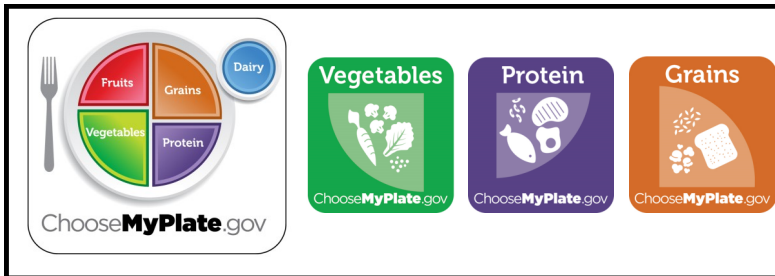 Fruits
Grains
Dairy
Vegetables
Protein
ChooseMyPlate.gov
Vegetables
ChooseMyPlate.gov
Protein
ChooseMyPlate.gov
Grains
ChooseMyPlate.gov